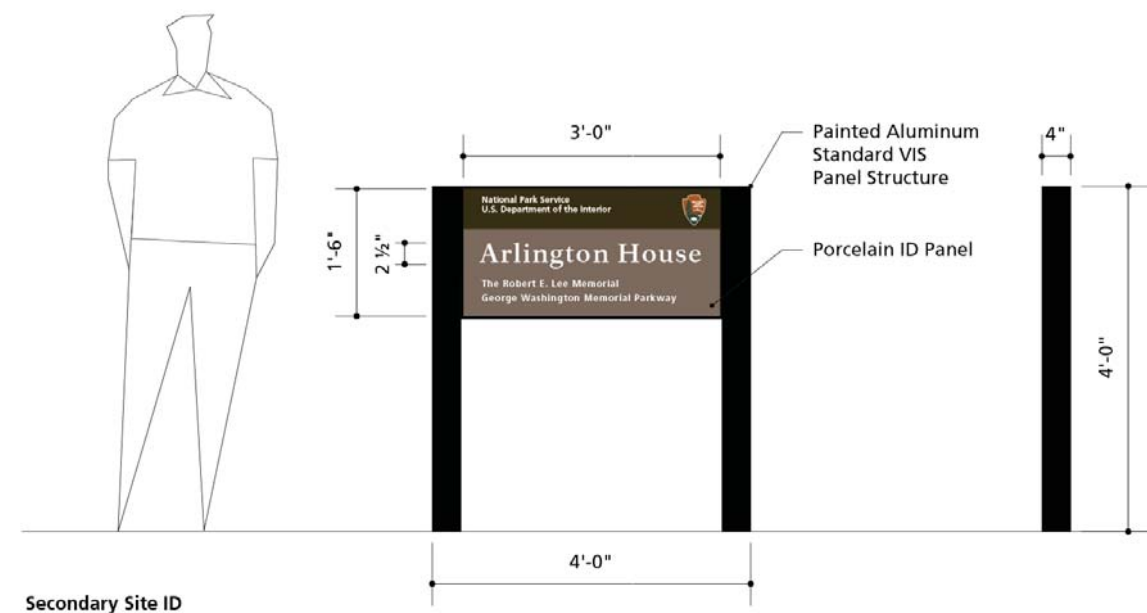 3'-0"
Painted Aluminum
Standard VIS
Panel Structure
4"
National Park Service
U.S. Department of the Interior
1'-6"
2 ½"
Arlington House
Porcelain ID Panel
The Robert E. Lee Memorial
George Washington Memorial Parkway
4'-0"
4'-0"
Secondary Site ID